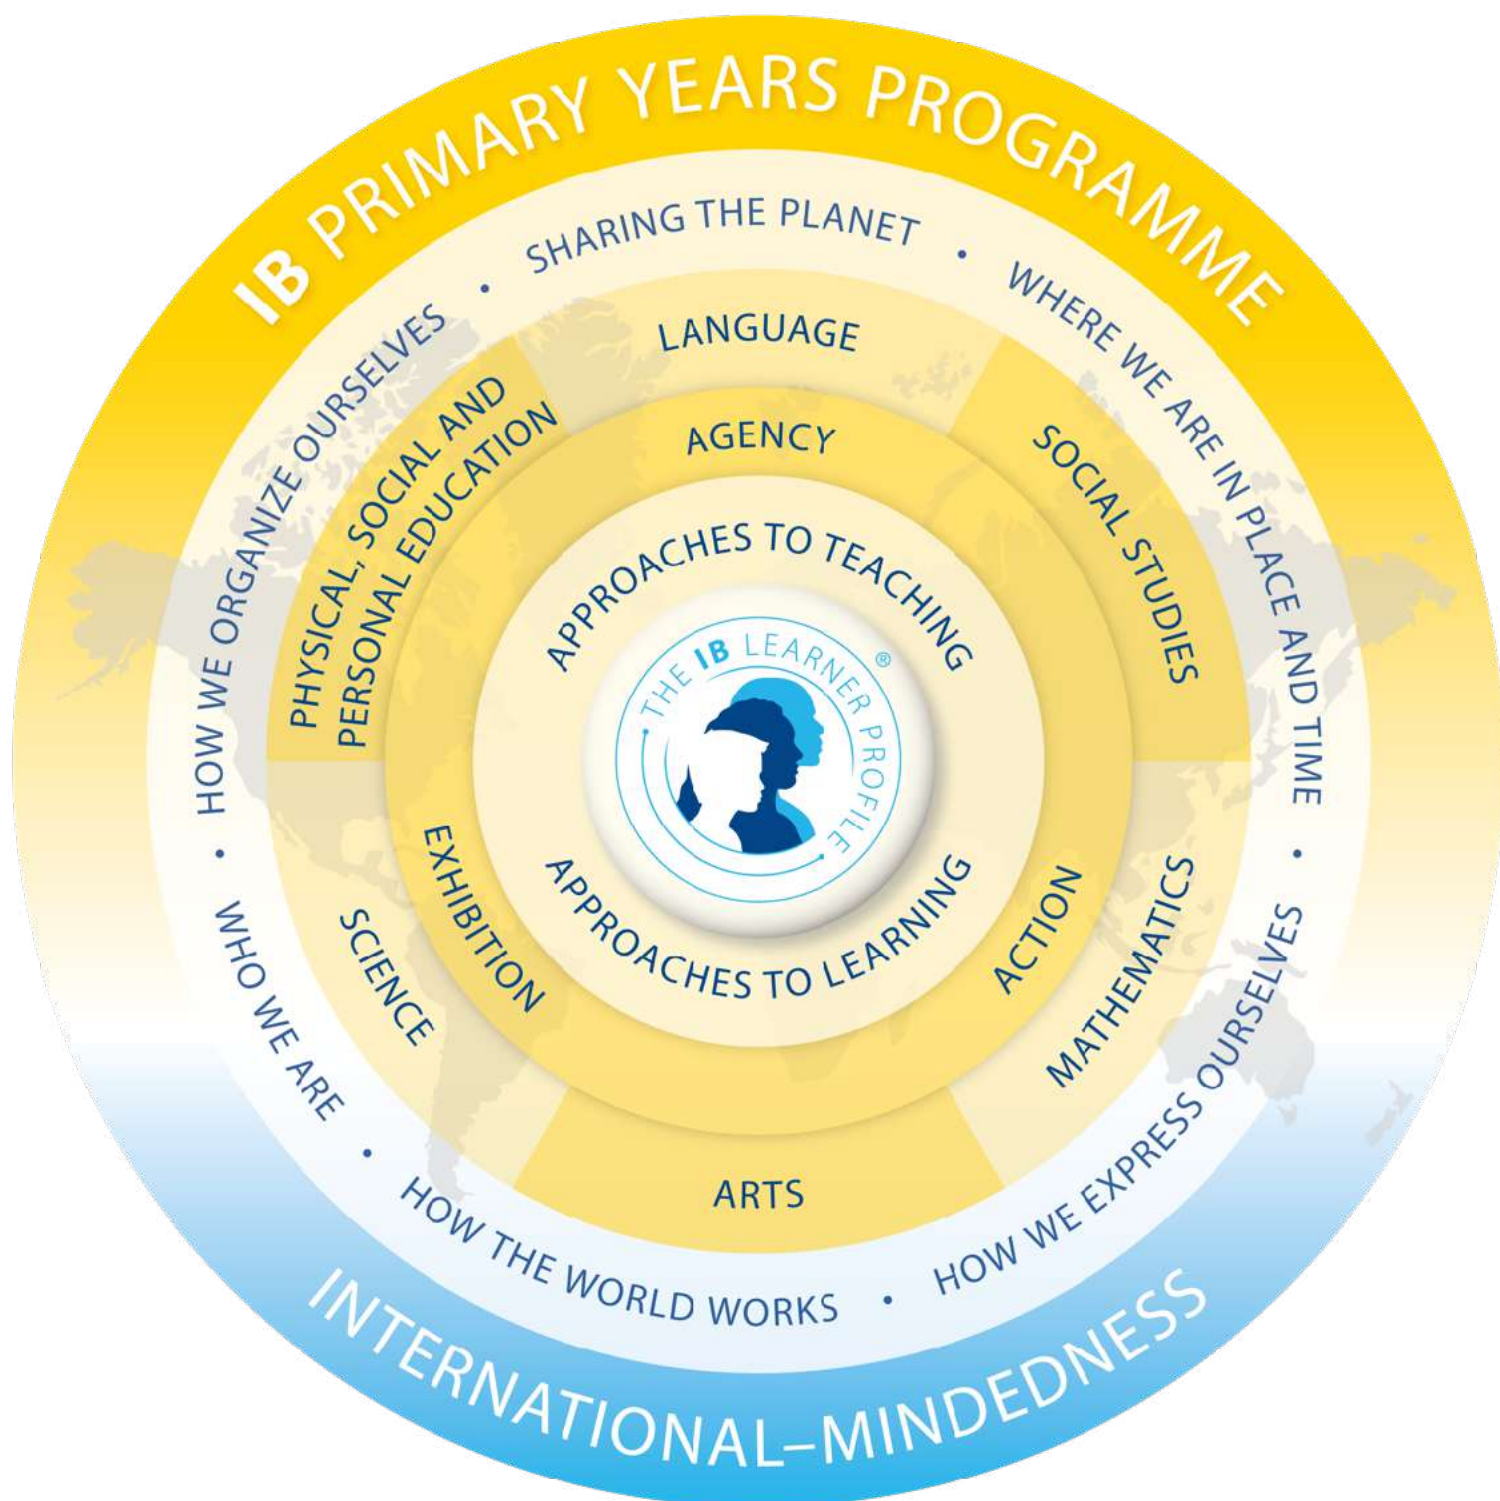 IB PRIMARY YEARS PROGRAMME
SHARING THE PLANET
•
WHERE WE ARE IN PLACE AND TIME
•
HOW WE EXPRESS OURSELVES
•
HOW THE WORLD WORKS
•
WHO WE ARE
•
HOW WE ORGANIZE OURSELVES
•
LANGUAGE
SOCIAL STUDIES
MATHEMATICS
ARTS
SCIENCE
PHYSICAL, SOCIAL AND
PERSONAL EDUCATION
AGENCY
ACTION
EXHIBITION
APPROACHES TO TEACHING
THE IB LEARNER PROFILE ®
APPROACHES TO LEARNING
INTERNATIONAL–MINDEDNESS